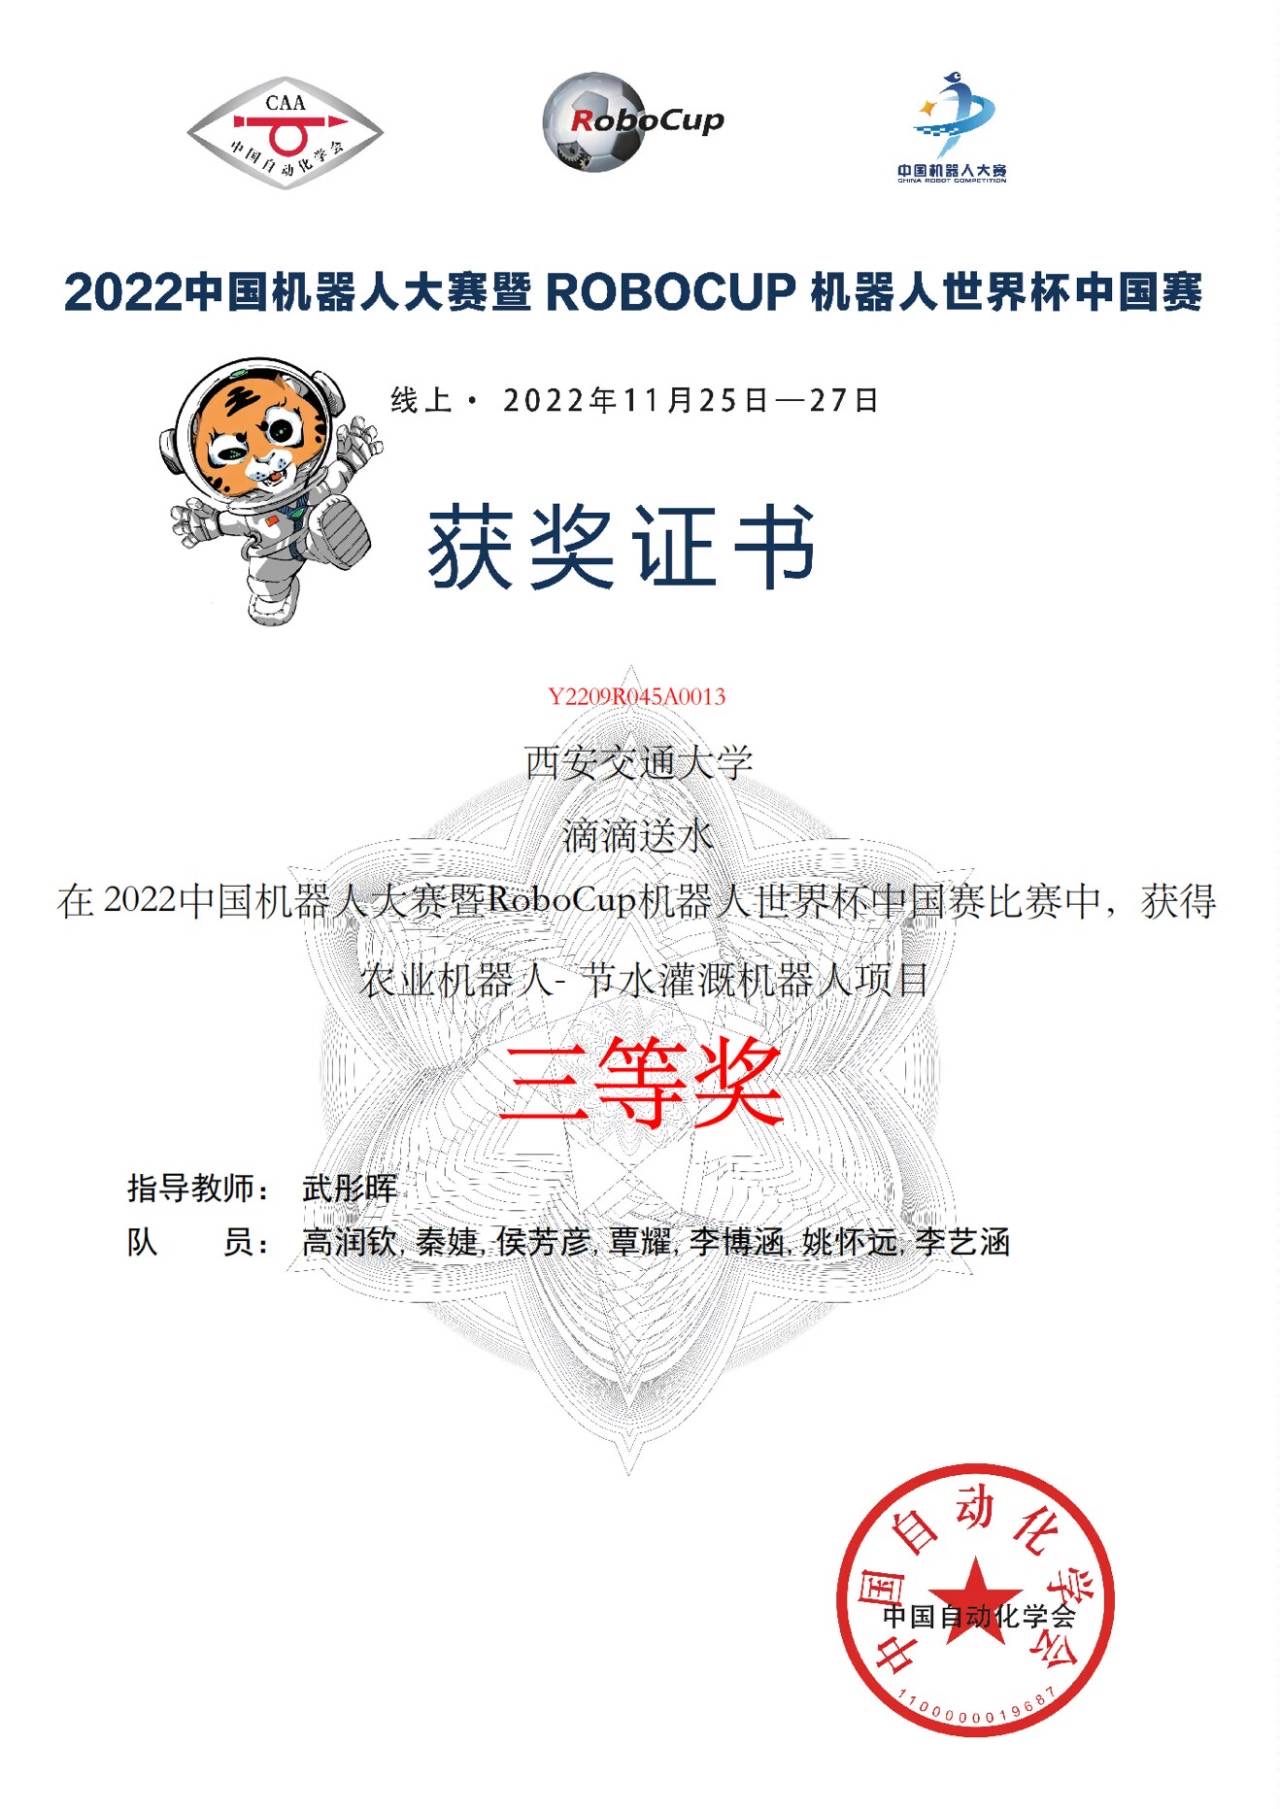 CAA
中国自动化学会
RoboCup
中国机器人大赛
CHINA ROBOT COMPETITION
2022中国机器人大赛暨 ROBOCUP 机器人世界杯中国赛
线上· 2022年11月25日—27日
王
获奖证书
Y2209R045A0013
西安交通大学
滴滴送水
在 2022中国机器人大赛暨RoboCup机器人世界杯中国赛比赛中，获得
农业机器人- 节水灌溉机器人项目
三等奖
指导教师： 武彤晖
队 员： 高润钦, 秦婕, 侯芳彦, 覃耀, 李博涵, 姚怀远, 李艺涵
中国自动化学会
中国自动化学会
1100000019687